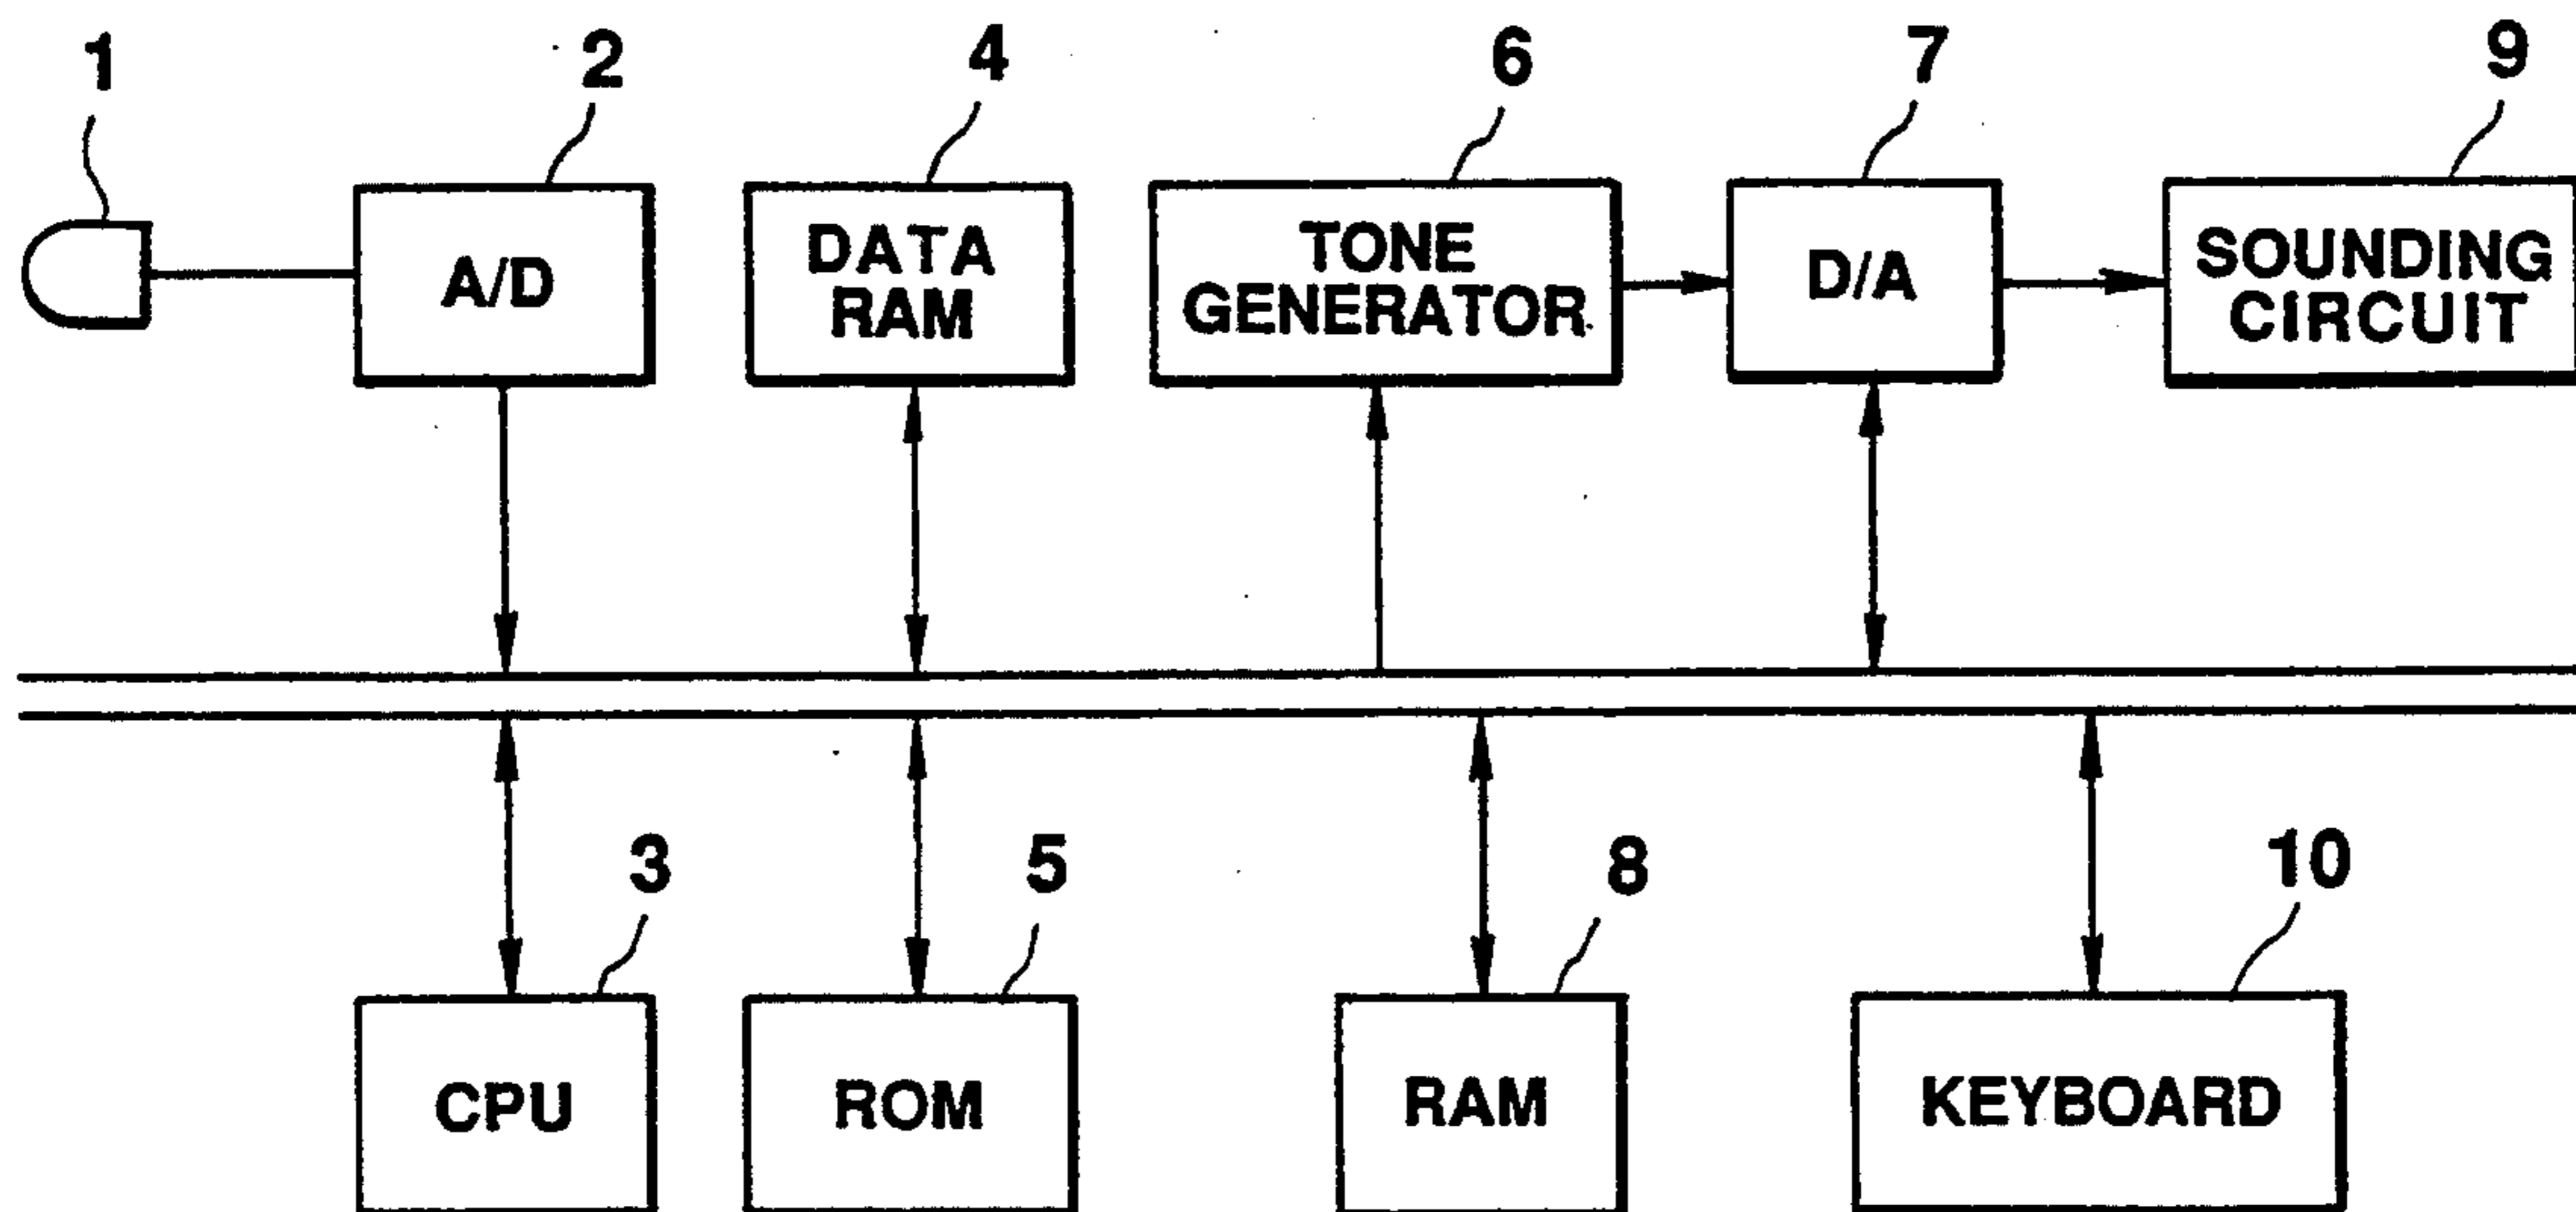 1
2
4
6
7
9
A/D
DATA
RAM
TONE
GENERATOR
D/A
SOUNDING
CIRCUIT
3
5
8
10
CPU
ROM
RAM
KEYBOARD